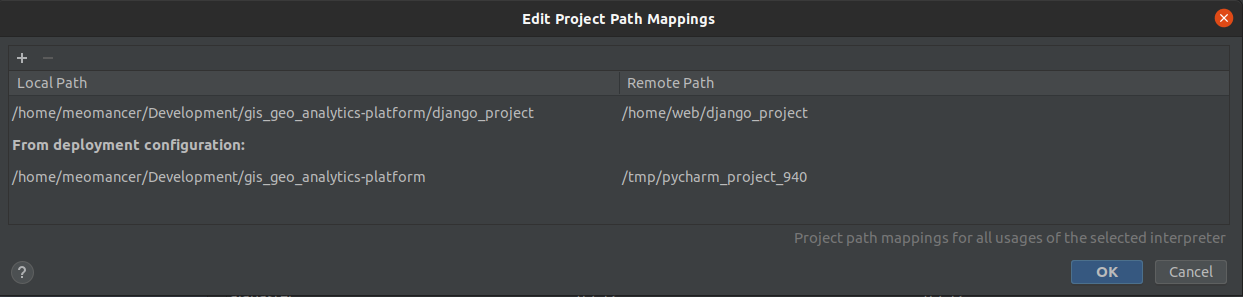 Edit Project Path Mappings
Local Path Remote Path
/home/meomancer/Development/gis_geo_analytics-platform/django_project /home/web/django_project
From deployment configuration:
/home/meomancer/Development/gis_geo_analytics-platform /tmp/pycharm_project_940
Project path mappings for all usages of the selected interpreter
? OK Cancel